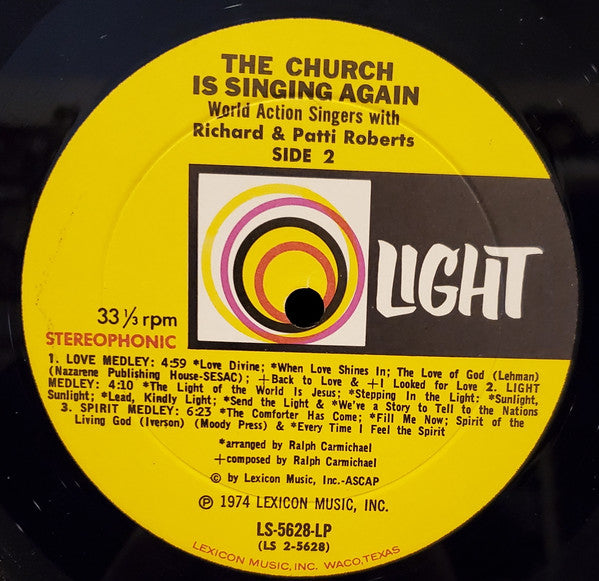 THE CHURCH
IS SINGING AGAIN
World Action Singers with
Richard & Patti Roberts
SIDE 2
LIGHT
33 ⅓ rpm
STEREOPHONIC
1. LOVE MEDLEY: 4:59 *Love Divine; *When Love Shines In; The Love of God (Lehman)
(Nazarene Publishing House-SESAC); +Back to Love & +I Looked for Love 2. LIGHT
MEDLEY: 4:10 *The Light of the World Is Jesus; *Stepping In the Light; *Sunlight,
Sunlight; *Lead, Kindly Light; *Send the Light & *We've a Story to Tell to the Nations
3. SPIRIT MEDLEY: 6:23 *The Comforter Has Come; *Fill Me Now; Spirit of the
Living God (Iverson) (Moody Press) & *Every Time I Feel the Spirit
*arranged by Ralph Carmichael
+composed by Ralph Carmichael
© by Lexicon Music, Inc.-ASCAP
℗ 1974 LEXICON MUSIC, INC.
LS-5628-LP
(LS 2-5628)
LEXICON MUSIC, INC. WACO, TEXAS